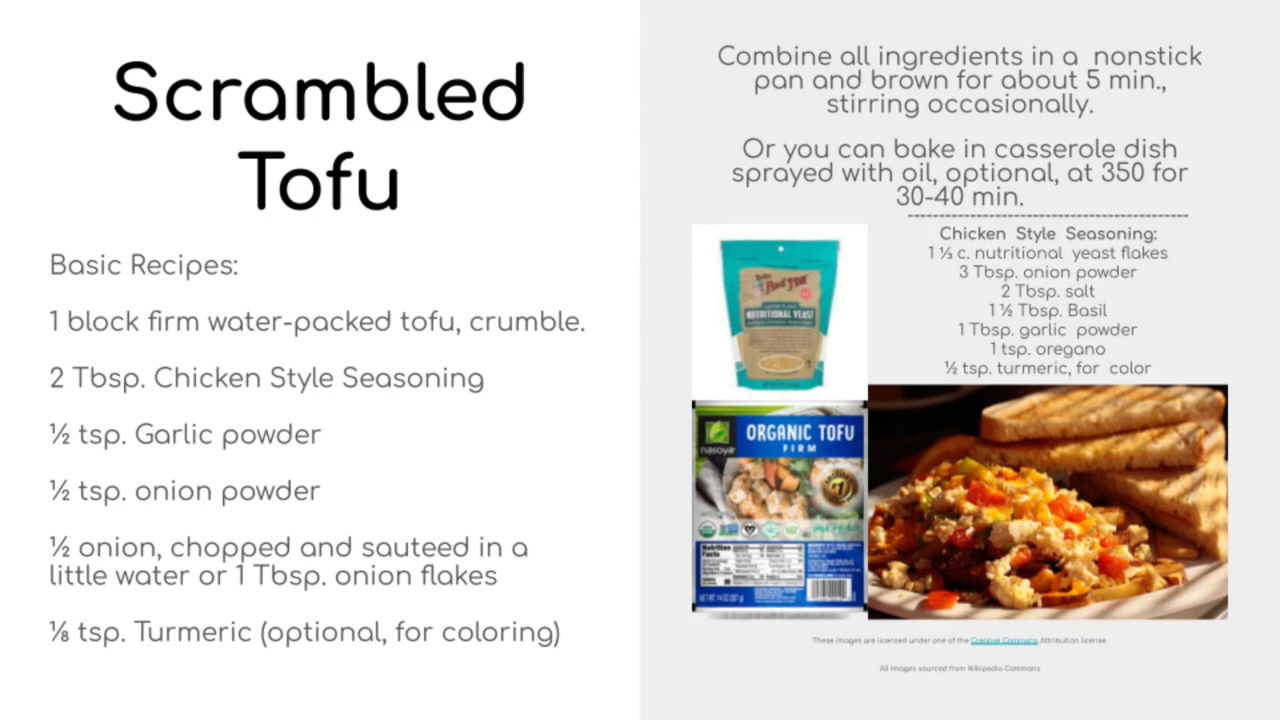 Scrambled
Tofu
Basic Recipes:
1 block firm water-packed tofu, crumble.
2 Tbsp. Chicken Style Seasoning
½ tsp. Garlic powder
½ tsp. onion powder
½ onion, chopped and sauteed in a
little water or 1 Tbsp. onion flakes
⅛ tsp. Turmeric (optional, for coloring)
Combine all ingredients in a nonstick
pan and brown for about 5 min.,
stirring occasionally.
Or you can bake in casserole dish
sprayed with oil, optional, at 350 for
30-40 min.
--------------------------------------------
Chicken Style Seasoning:
1 ⅓ c. nutritional yeast flakes
3 Tbsp. onion powder
2 Tbsp. salt
1 ½ Tbsp. Basil
1 Tbsp. garlic powder
1 tsp. oregano
½ tsp. turmeric, for color
Bob's
Red Mill
NUTRITIONAL YEAST
nasoya
ORGANIC TOFU
FIRM
Nutrition
Facts
These images are licensed under one of the Creative Commons Attribution license.
All Images sourced from Wikipedia Commons